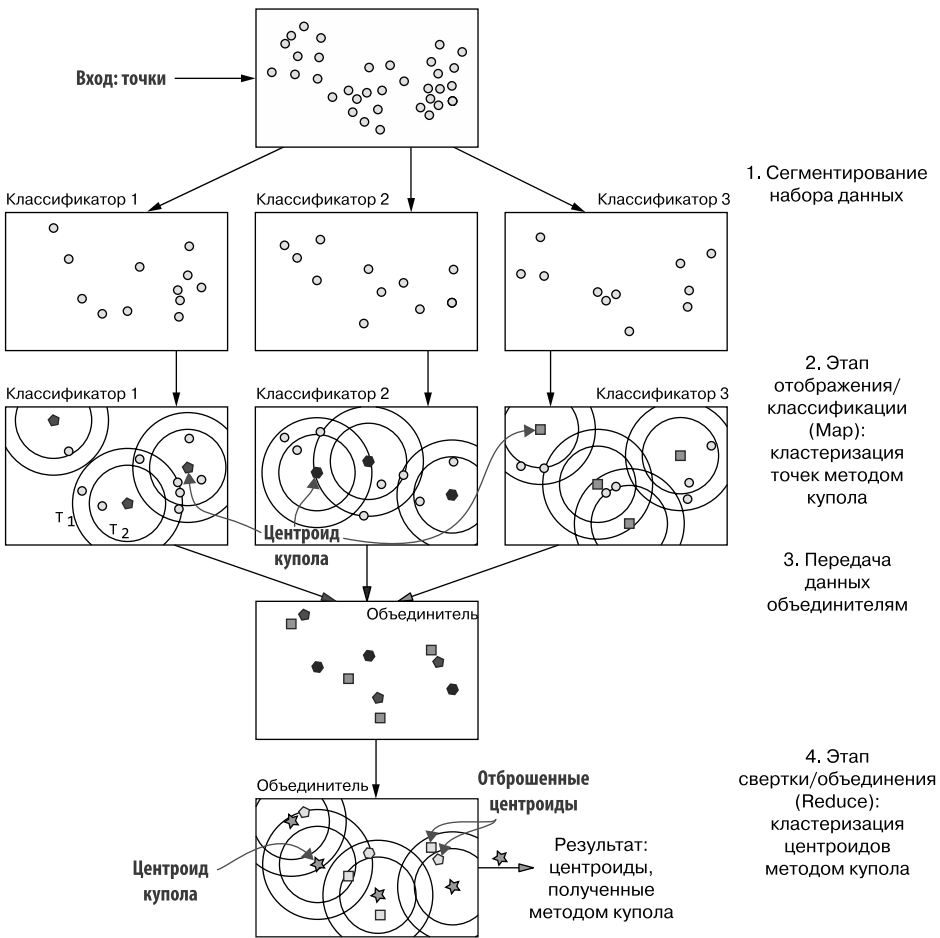 Вход: точки
1. Сегментирование
набора данных
Классификатор 1
Классификатор 2
Классификатор 3
2. Этап
отображения/
классификации
(Map):
кластеризация
точек методом
купола
Классификатор 1
Классификатор 2
Классификатор 3
T 1
T 2
Центроид
купола
3. Передача
данных
объединителям
Объединитель
4. Этап
свертки/объединения
(Reduce):
кластеризация
центроидов
методом купола
Объединитель
Отброшенные
центроиды
Центроид
купола
Результат:
центроиды,
полученные
методом купола